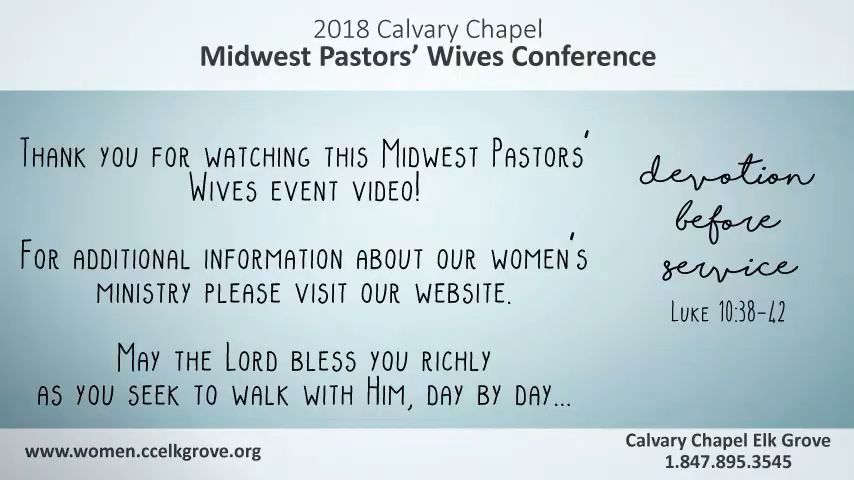 2018 Calvary Chapel
Midwest Pastors’ Wives Conference
Thank you for watching this Midwest Pastors'
Wives event video!
For additional information about our women's
ministry please visit our website.
May the Lord bless you richly
as you seek to walk with Him, day by day...
devotion
before
service
Luke 10:38-42
www.women.ccelkgrove.org
Calvary Chapel Elk Grove
1.847.895.3545